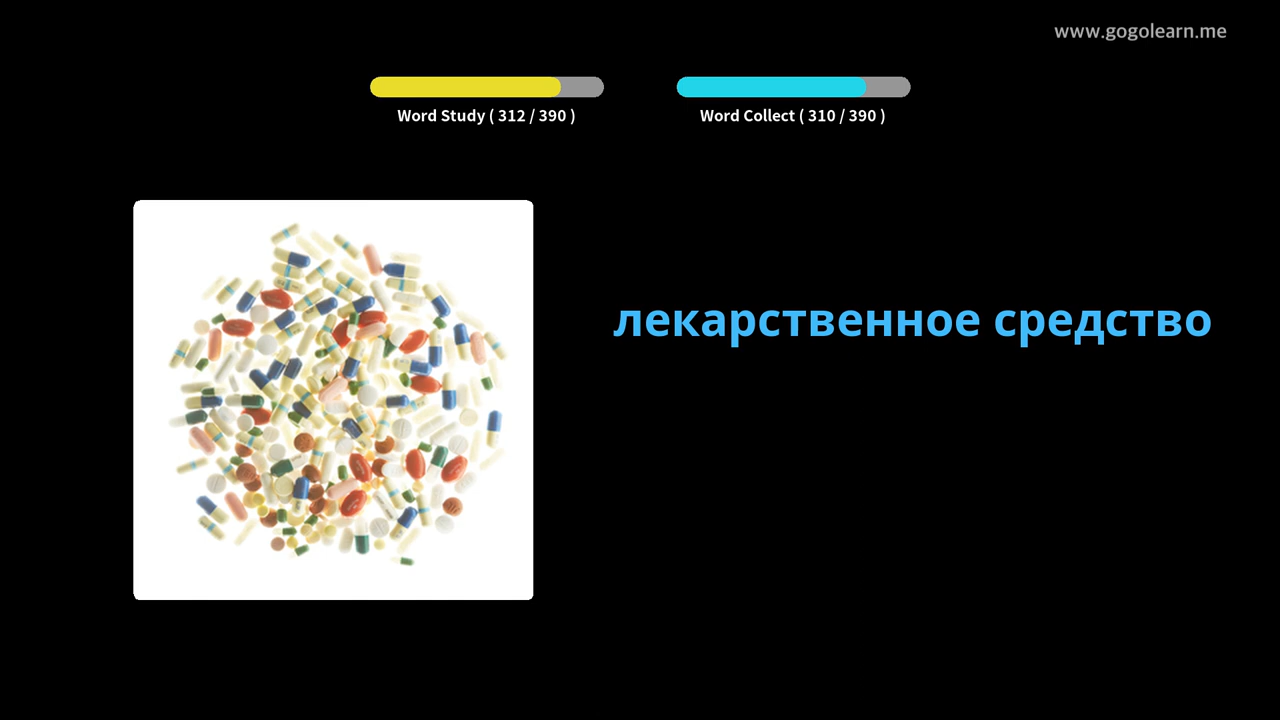 www.gogolearn.me
Word Study ( 312 / 390 )
Word Collect ( 310 / 390 )
лекарственное средство